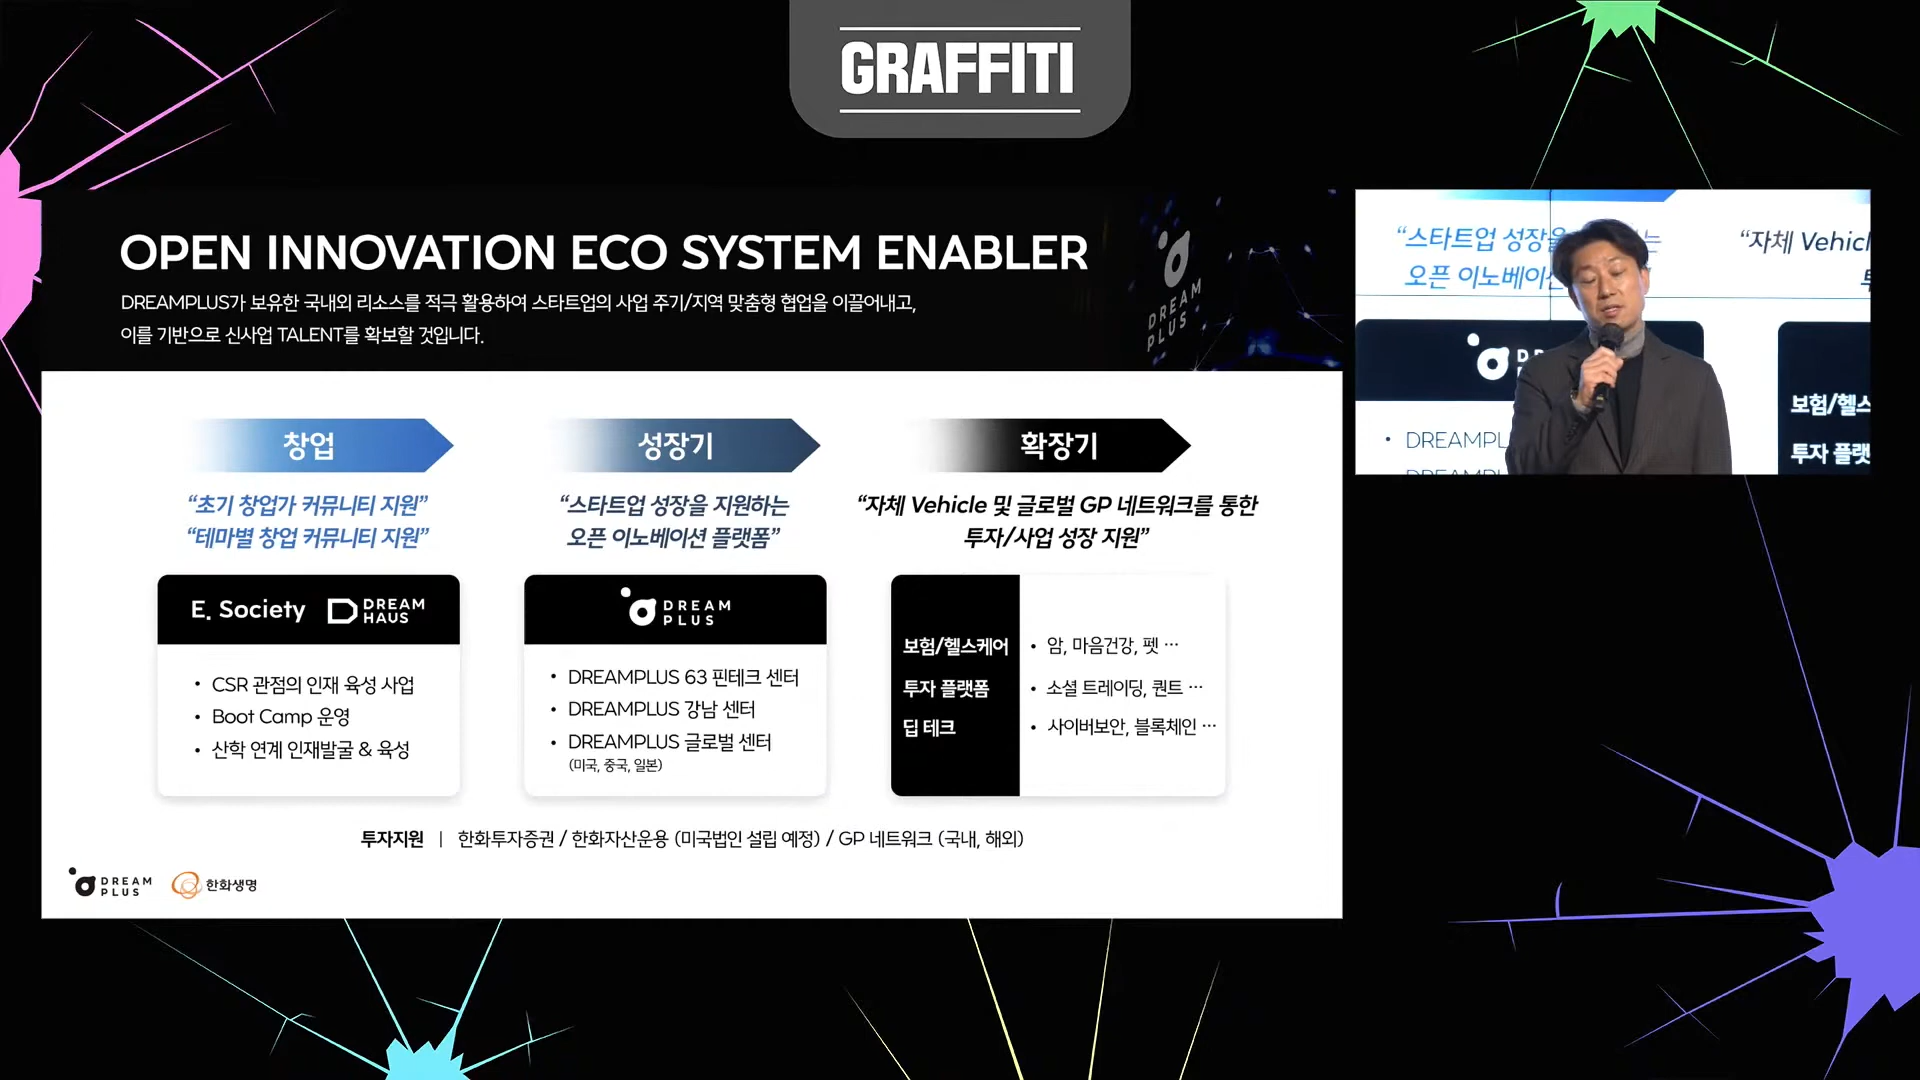 GRAFFITI
OPEN INNOVATION ECO SYSTEM ENABLER
DREAMPLUS가 보유한 국내외 리소스를 적극 활용하여 스타트업의 사업 주기/지역 맞춤형 협업을 이끌어내고,
이를 기반으로 신사업 TALENT를 확보할 것입니다.
DREAM
PLUS
창업
“초기 창업가 커뮤니티 지원”
“테마별 창업 커뮤니티 지원”
E. Society
DREAM
HAUS
• CSR 관점의 인재 육성 사업
• Boot Camp 운영
• 산학 연계 인재발굴 & 육성
성장기
“스타트업 성장을 지원하는
오픈 이노베이션 플랫폼”
DREAM
PLUS
• DREAMPLUS 63 핀테크 센터
• DREAMPLUS 강남 센터
• DREAMPLUS 글로벌 센터
(미국, 중국, 일본)
확장기
“자체 Vehicle 및 글로벌 GP 네트워크를 통한
투자/사업 성장 지원”
보험/헬스케어 • 암, 마음건강, 펫 …
투자 플랫폼 • 소셜 트레이딩, 퀀트 …
딥 테크 • 사이버보안, 블록체인 …
투자지원 | 한화투자증권 / 한화자산운용 (미국법인 설립 예정) / GP 네트워크 (국내, 해외)
DREAM
PLUS
한화생명
“스타트업 성장을
오픈 이노베이션
“자체
보험/헬스
• DREAMPL
투자